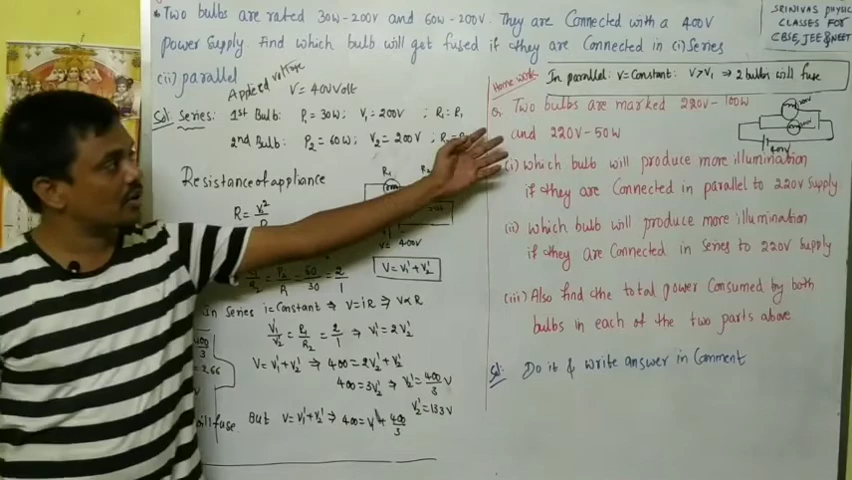 * Two bulbs are rated 30W-200V and 60W-200V. They are Connected with a 400V
power Supply. Find which bulb will get fused if they are Connected in (i) Series
(ii) parallel
SRINIVAS PHYSIC
CLASSES FOR
CBSE, JEE & NEET
Applied voltage
V = 400 Volt
Sol: Series: 1st Bulb: P₁ = 30W; V₁ = 200V ; R₁ = R₁
2nd Bulb: P₂ = 60W; V₂ = 200V ;
Resistance of appliance
R₁
V = 400V
V = V₁' + V₂'
= 60/30 = 2/1
In Series i = Constant ⇒ V = iR ⇒ V ∝ R
V₁'/V₂' = R₁/R₂ = 2/1 ⇒ V₁' = 2V₂'
V = V₁' + V₂' ⇒ 400 = 2V₂' + V₂'
400 = 3V₂' ⇒ V₂' = 400/3 V
V₂' = 133V
But V = V₁' + V₂' ⇒ 400 = V₁' + 400/3
400/3
2.66
will fuse.
Home work
In parallel: V = Constant: V > V₁ ⇒ 2 bulbs will fuse
Q Two bulbs are marked 220V - 100W
and 220V - 50W
400V
(i) which bulb will produce more illumination
if they are Connected in parallel to 220V Supply
(ii) which bulb will produce more illumination
if they are Connected in Series to 220V Supply
(iii) Also find the total power Consumed by both
bulbs in each of the two parts above
Sol: Do it & write answer in Comment